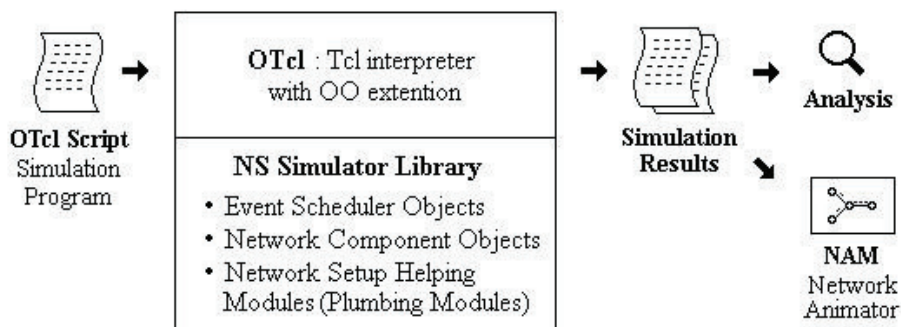 OTcl Script
Simulation
Program
OTcl : Tcl interpreter
with OO extention
NS Simulator Library
• Event Scheduler Objects
• Network Component Objects
• Network Setup Helping
Modules (Plumbing Modules)
Simulation
Results
Analysis
NAM
Network
Animator